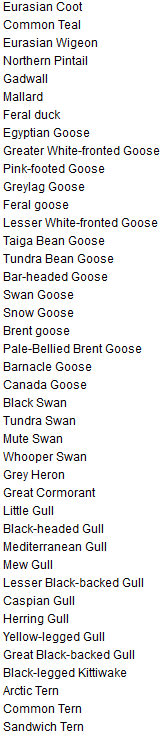 Eurasian Coot
Common Teal
Eurasian Wigeon
Northern Pintail
Gadwall
Mallard
Feral duck
Egyptian Goose
Greater White-fronted Goose
Pink-footed Goose
Greylag Goose
Feral goose
Lesser White-fronted Goose
Taiga Bean Goose
Tundra Bean Goose
Bar-headed Goose
Swan Goose
Snow Goose
Brent goose
Pale-Bellied Brent Goose
Barnacle Goose
Canada Goose
Black Swan
Tundra Swan
Mute Swan
Whooper Swan
Grey Heron
Great Cormorant
Little Gull
Black-headed Gull
Mediterranean Gull
Mew Gull
Lesser Black-backed Gull
Caspian Gull
Herring Gull
Yellow-legged Gull
Great Black-backed Gull
Black-legged Kittiwake
Arctic Tern
Common Tern
Sandwich Tern